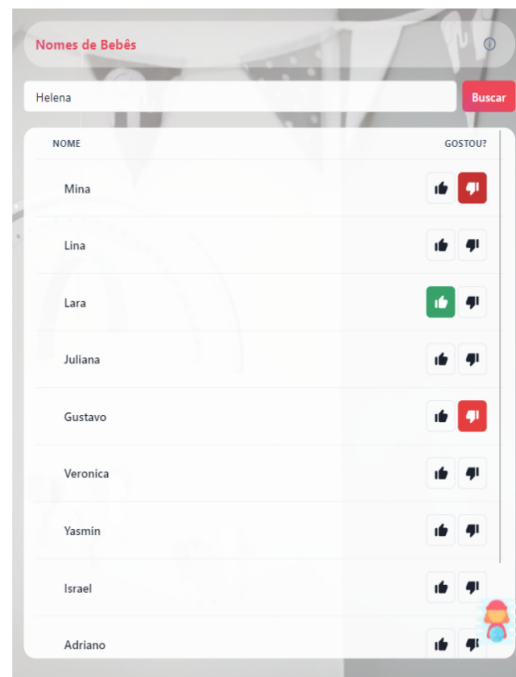 Nomes de Bebês
Helena
Buscar
NOME GOSTOU?
Mina
Lina
Lara
Juliana
Gustavo
Veronica
Yasmin
Israel
Adriano